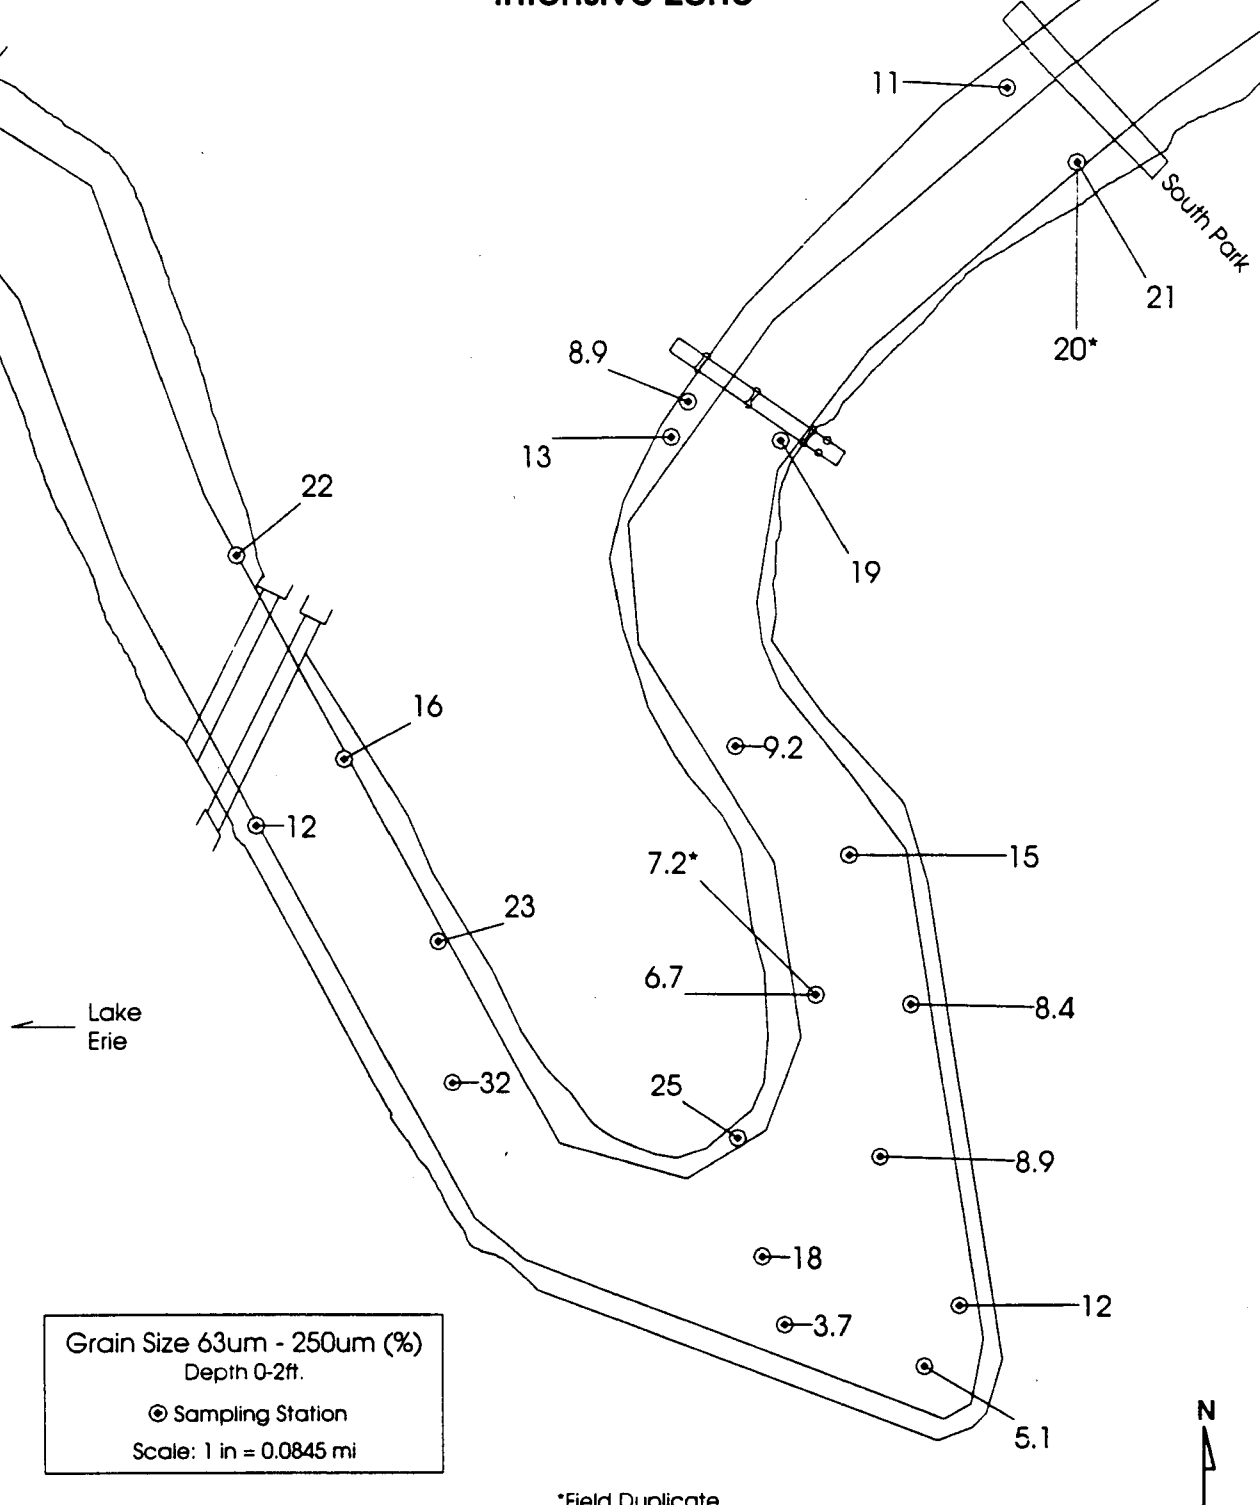 Intensive Zone
11
South Park
21
20*
8.9
13
19
22
16
9.2
12
15
7.2*
23
6.7
8.4
Lake
Erie
32
25
8.9
18
12
3.7
5.1
Grain Size 63um - 250um (%)
Depth 0-2ft.
Sampling Station
Scale: 1 in = 0.0845 mi
N
*Field Duplicate